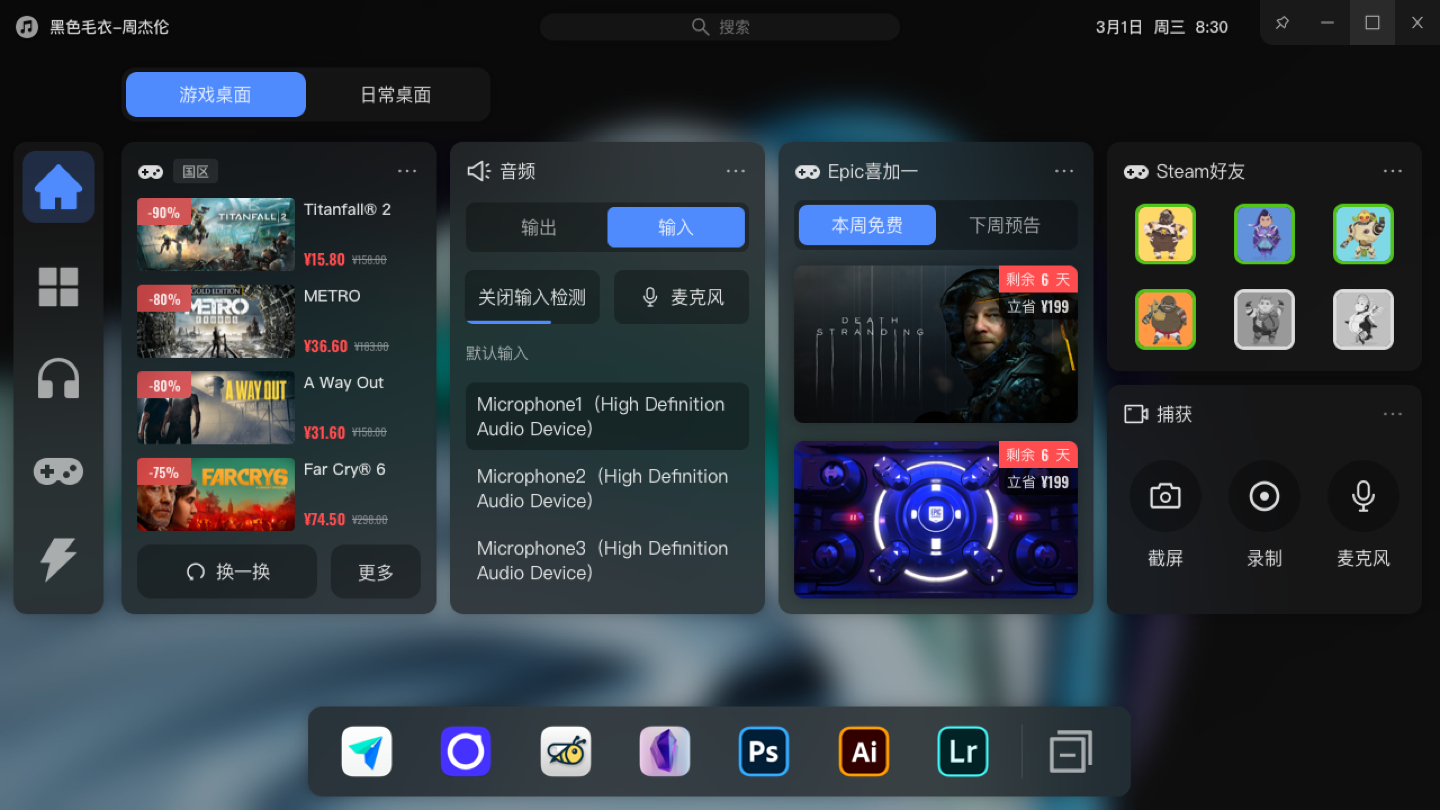 黑色毛衣-周杰伦
搜索
3月1日 周三 8:30
游戏桌面
日常桌面
国区
-90%
TITANFALL 2
Titanfall® 2
¥15.80 ¥158.00
-80%
GOLD EDITION
METRO
EXODUS
METRO
¥36.60 ¥183.00
-80%
A WAY OUT
A Way Out
¥31.60 ¥158.00
-75%
FARCRY6
Far Cry® 6
¥74.50 ¥298.00
换一换
更多
音频
输出
输入
关闭输入检测
麦克风
默认输入
Microphone1（High Definition
Audio Device）
Microphone2（High Definition
Audio Device）
Microphone3（High Definition
Audio Device）
Epic喜加一
本周免费
下周预告
剩余 6 天
立省 ¥199
DEATH
STRANDING
剩余 6 天
立省 ¥199
EPIC
Steam好友
捕获
截屏
录制
麦克风
Ps
Ai
Lr